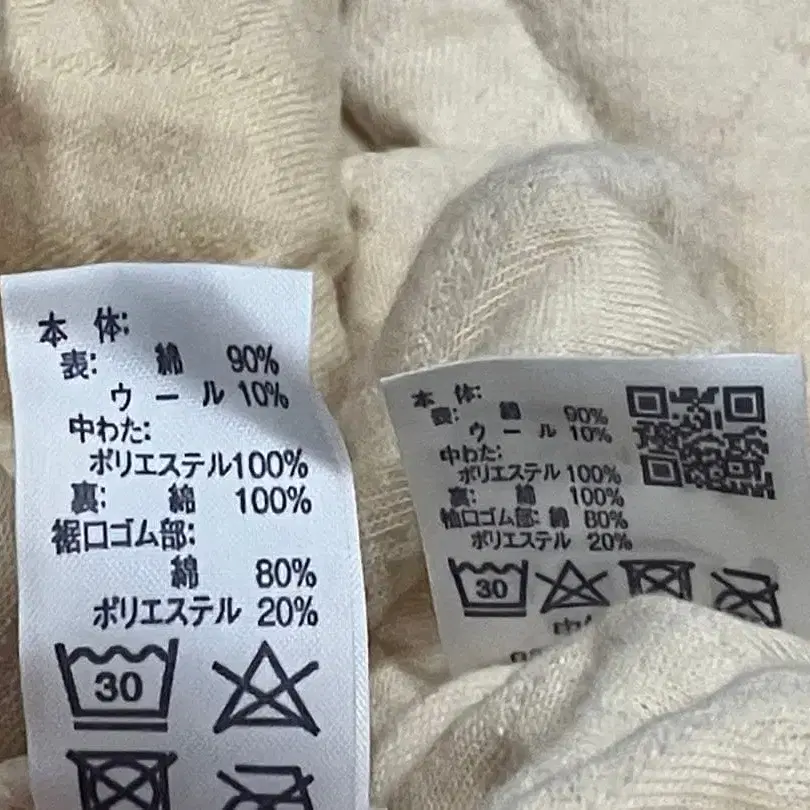 本 体:
表: 綿 90%
ウール 10%
中わた:
ポリエステル100%
裏: 綿 100%
裾口ゴム部:
綿 80%
ポリエステル 20%
30
本 体:
表: 綿 90%
ウール 10%
中わた:
ポリエステル100%
裏: 綿 100%
袖口ゴム部: 綿 80%
ポリエステル 20%
30